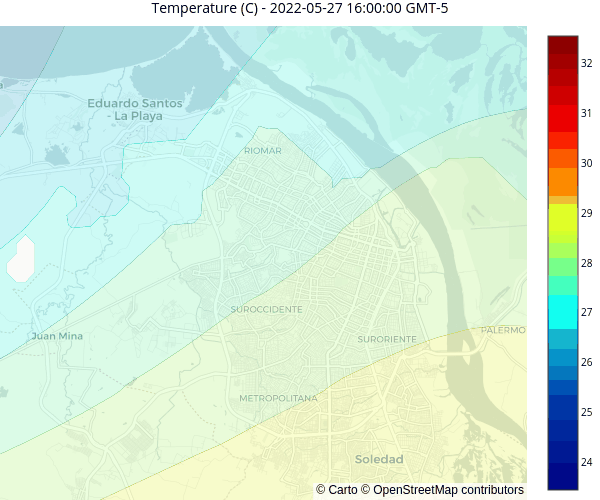 Temperature (C) - 2022-05-27 16:00:00 GMT-5
32
31
30
29
28
27
26
25
24
Eduardo Santos
- La Playa
RIOMAR
SUROCCIDENTE
Juan Mina
SURORIENTE
PALERMO
METROPOLITANA
Soledad
© Carto © OpenStreetMap contributors